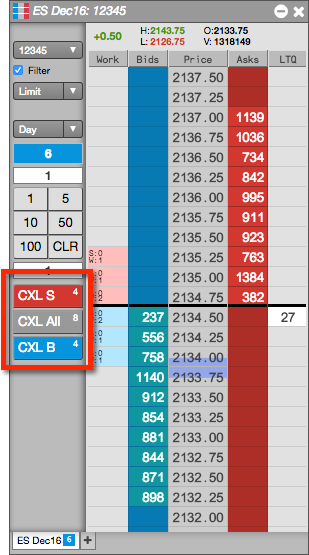 ES Dec16: 12345
+0.50 H:2143.75 O:2133.75
L: 2126.75 V: 1318149
Work Bids Price Asks LTQ
12345
Filter
Limit
Day
6
1
1 5
10 50
100 CLR
CXL S 4
CXL All 8
CXL B 4
2137.50
2137.25
2137.00 1139
2136.75 1036
2136.50 734
2136.25 842
2136.00 995
2135.75 911
2135.50 923
S:0
W:1 2135.25 763
2135.00 1384
2134.75 382
237 2134.50 27
556 2134.25
758 2134.00
1140 2133.75
912 2133.50
854 2133.25
881 2133.00
844 2132.75
871 2132.50
898 2132.25
2132.00
ES Dec16 6 +